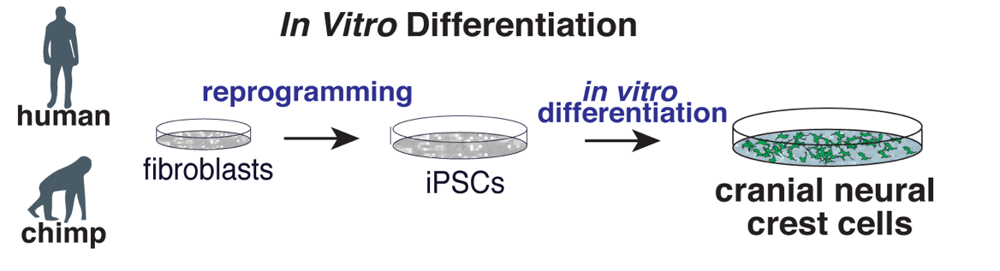 In Vitro Differentiation
human
chimp
reprogramming
fibroblasts
iPSCs
in vitro
differentiation
cranial neural
crest cells